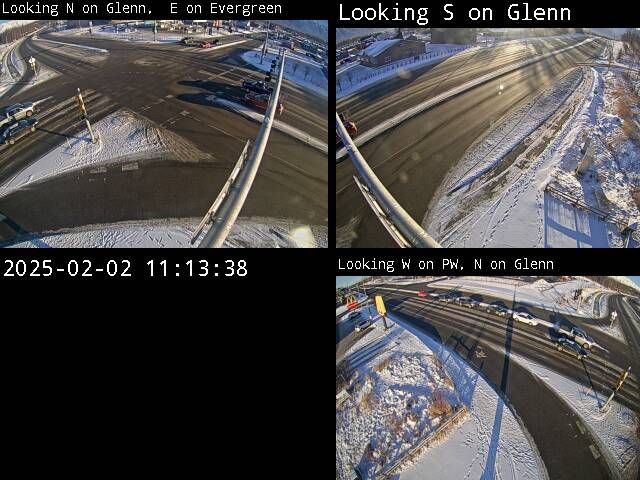 Looking N on Glenn,  E on Evergreen
Looking S on Glenn
2025-02-02 11:13:38
Looking W on PW, N on Glenn